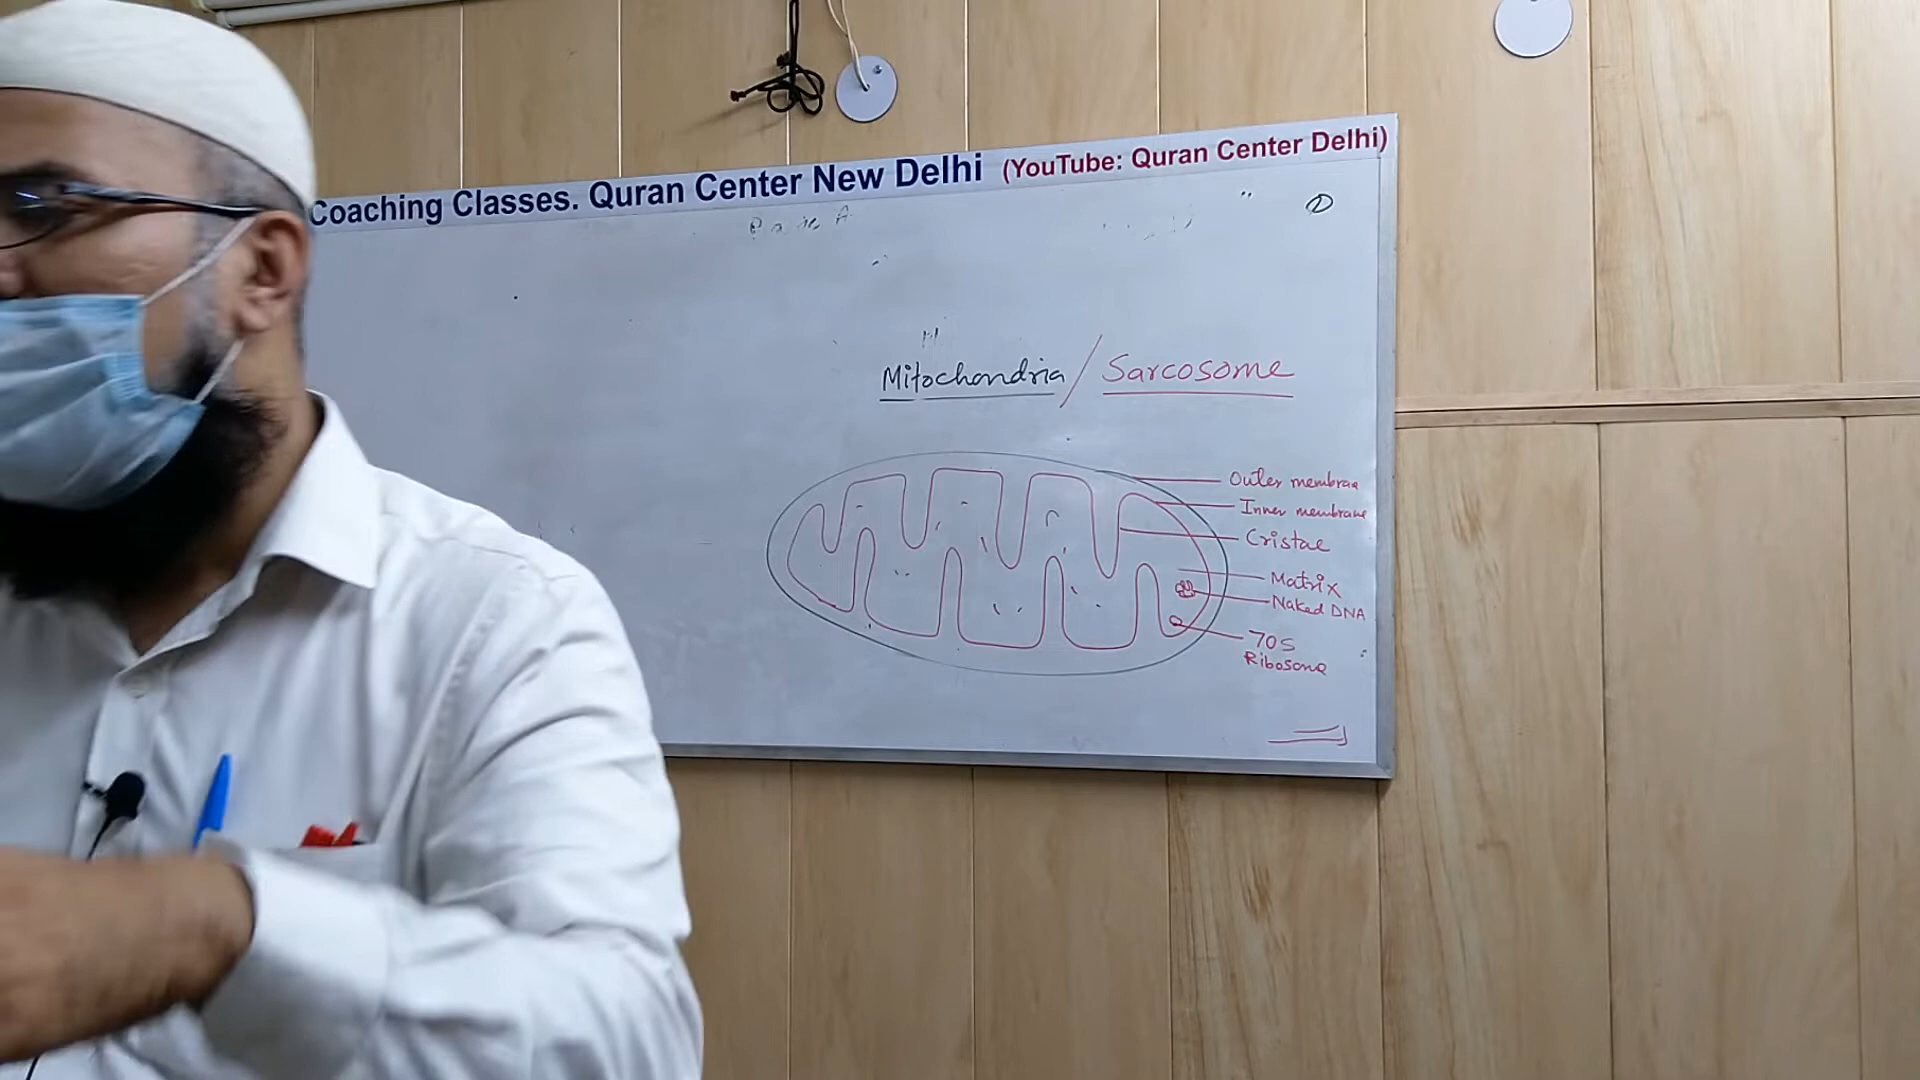 Coaching Classes. Quran Center New Delhi (YouTube: Quran Center Delhi)
Mitochondria / Sarcosome
Outer membrane
Inner membrane
Cristae
Matrix
Naked DNA
70S
Ribosome